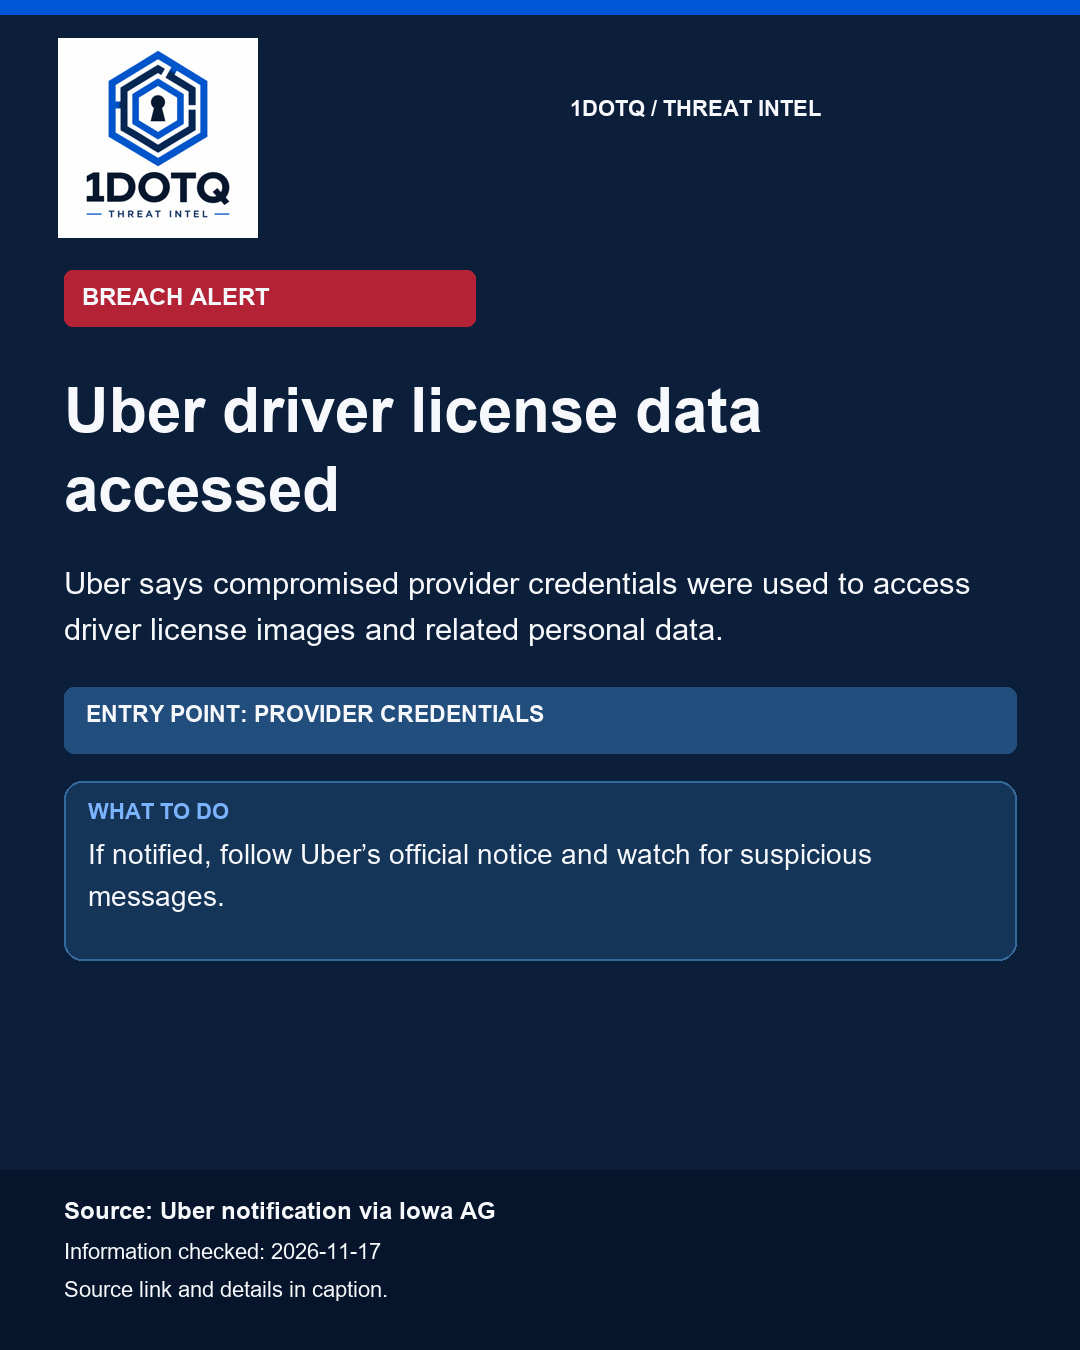 1DOTQ
THREAT INTEL
1DOTQ / THREAT INTEL
BREACH ALERT
Uber driver license data
accessed
Uber says compromised provider credentials were used to access
driver license images and related personal data.
ENTRY POINT: PROVIDER CREDENTIALS
WHAT TO DO
If notified, follow Uber’s official notice and watch for suspicious
messages.
Source: Uber notification via Iowa AG
Information checked: 2026-11-17
Source link and details in caption.